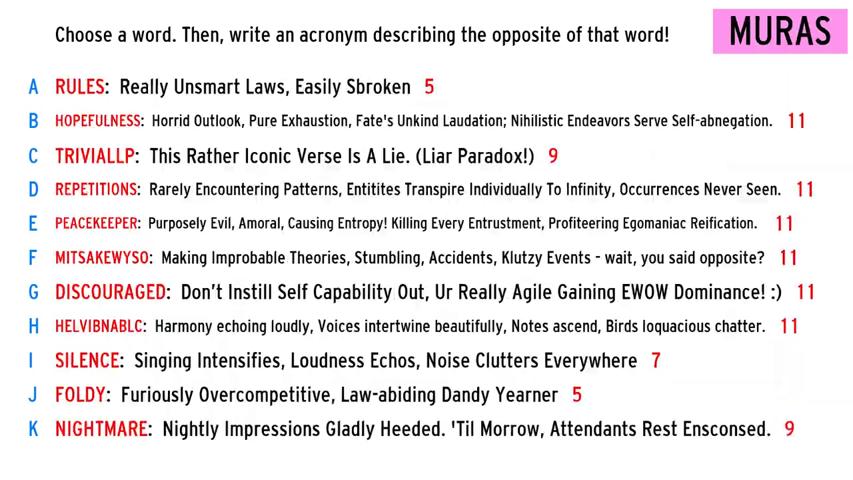 Choose a word. Then, write an acronym describing the opposite of that word!
MURAS
A RULES: Really Unsmart Laws, Easily Sbroken 5
B HOPEFULNESS: Horrid Outlook, Pure Exhaustion, Fate's Unkind Laudation; Nihilistic Endeavors Serve Self-abnegation. 11
C TRIVIALLP: This Rather Iconic Verse Is A Lie. (Liar Paradox!) 9
D REPETITIONS: Rarely Encountering Patterns, Entitites Transpire Individually To Infinity, Occurrences Never Seen. 11
E PEACEKEEPER: Purposely Evil, Amoral, Causing Entropy! Killing Every Entrustment, Profiteering Egomaniac Reification. 11
F MITSAKEWYSO: Making Improbable Theories, Stumbling, Accidents, Klutzy Events - wait, you said opposite? 11
G DISCOURAGED: Don't Instill Self Capability Out, Ur Really Agile Gaining EWOW Dominance! :) 11
H HELVIBNABLC: Harmony echoing loudly, Voices intertwine beautifully, Notes ascend, Birds loquacious chatter. 11
I SILENCE: Singing Intensifies, Loudness Echos, Noise Clutters Everywhere 7
J FOLDY: Furiously Overcompetitive, Law-abiding Dandy Yearner 5
K NIGHTMARE: Nightly Impressions Gladly Heeded. 'Til Morrow, Attendants Rest Ensconsed. 9